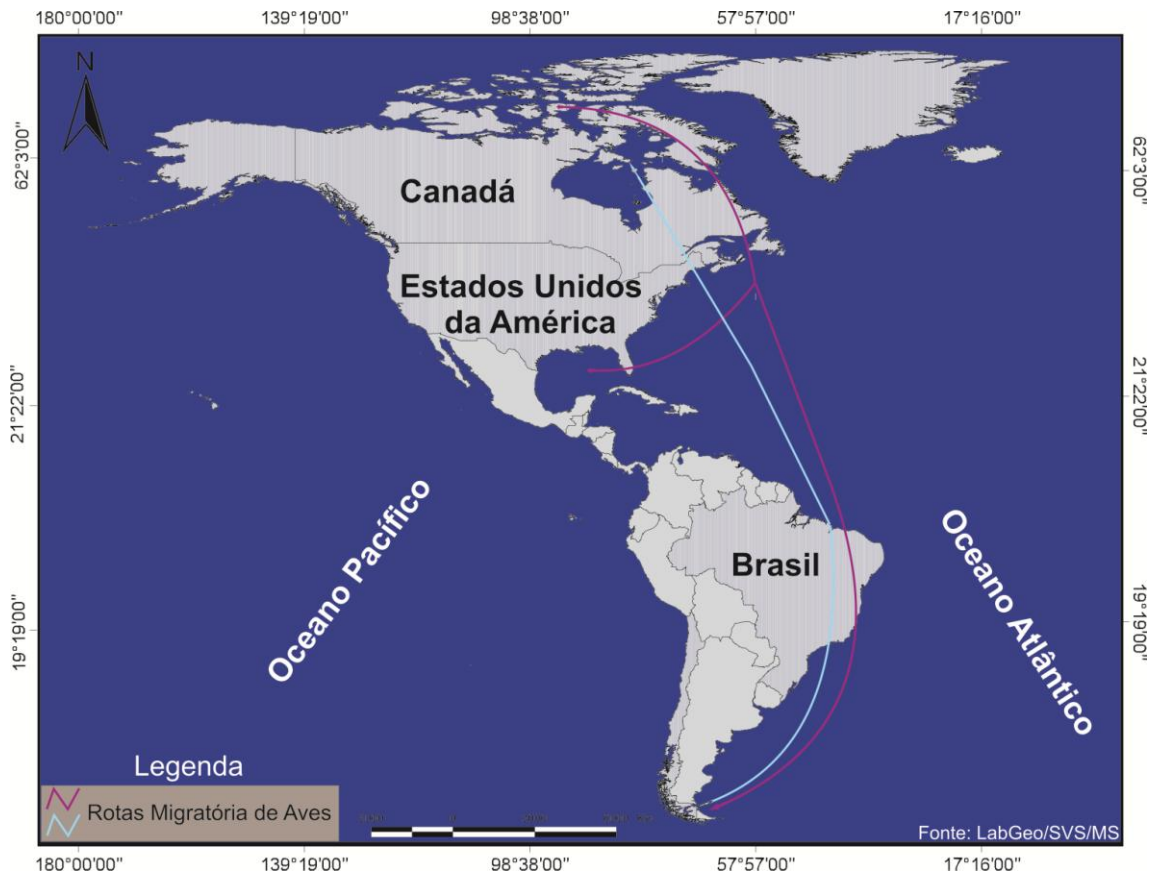 180°00'00" 139°19'00" 98°38'00" 57°57'00" 17°16'00"
N
62°3'0"
62°3'00"
Canadá
Estados Unidos
da América
21°22'00"
21°22'00"
Oceano Pacífico
Brasil
Oceano Atlântico
19°19'00"
19°19'00"
Legenda
Rotas Migratória de Aves
Fonte: LabGeo/SVS/MS
180°00'00" 139°19'00" 98°38'00" 57°57'00" 17°16'00"